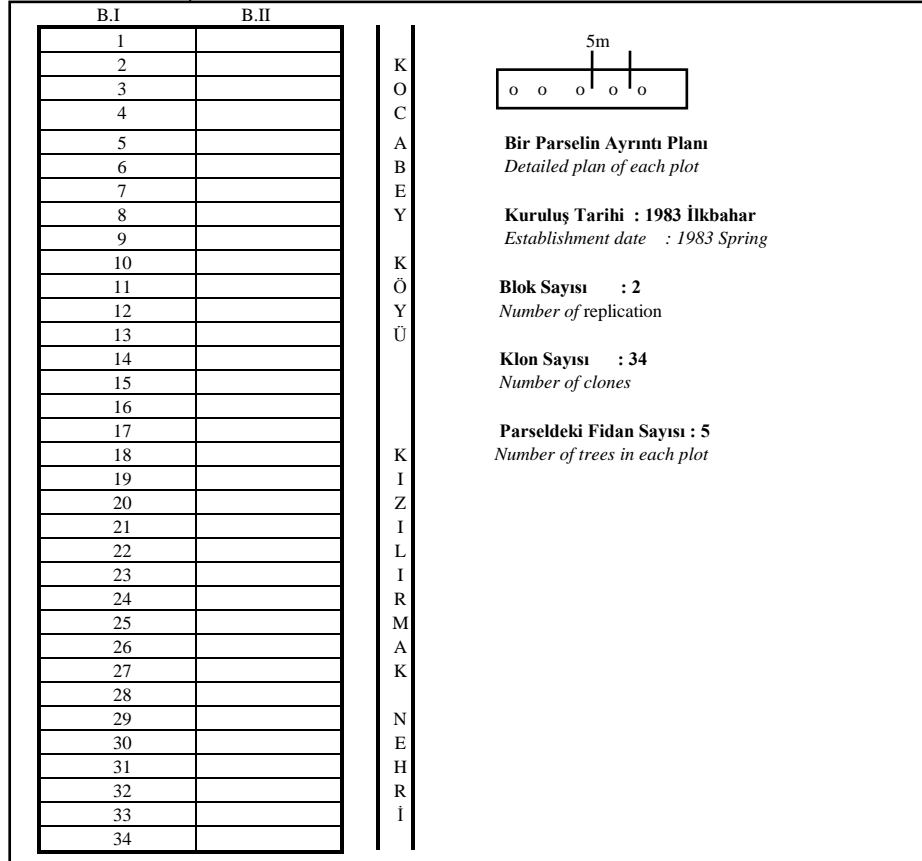 B.I B.II
1
2
3
4
5
6
7
8
9
10
11
12
13
14
15
16
17
18
19
20
21
22
23
24
25
26
27
28
29
30
31
32
33
34
K
O
C
A
B
E
Y
K
Ö
Y
Ü
K
I
Z
I
L
I
R
M
A
K
N
E
H
R
İ
5m
o o o o o
Bir Parselin Ayrıntı Planı
Detailed plan of each plot
Kuruluş Tarihi : 1983 İlkbahar
Establishment date : 1983 Spring
Blok Sayısı : 2
Number of replication
Klon Sayısı : 34
Number of clones
Parseldeki Fidan Sayısı : 5
Number of trees in each plot